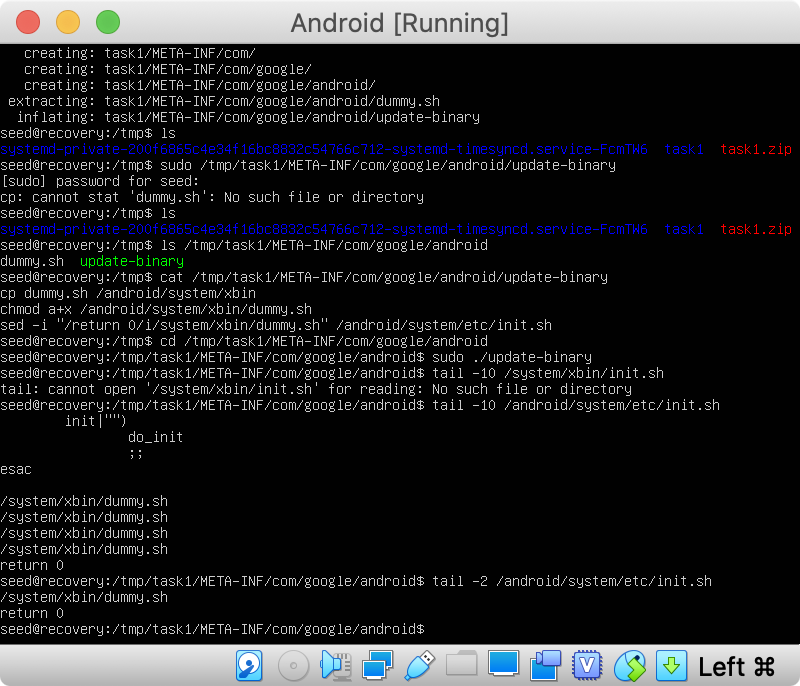 Android [Running]
creating: task1/META-INF/com/
creating: task1/META-INF/com/google/
creating: task1/META-INF/com/google/android/
extracting: task1/META-INF/com/google/android/dummy.sh
inflating: task1/META-INF/com/google/android/update-binary
seed@recovery:/tmp$ ls
systemd-private-200f6865c4e34f16bc8832c54766c712-systemd-timesyncd.service-FcmTW6 task1 task1.zip
seed@recovery:/tmp$ sudo /tmp/task1/META-INF/com/google/android/update-binary
[sudo] password for seed:
cp: cannot stat 'dummy.sh': No such file or directory
seed@recovery:/tmp$ ls
systemd-private-200f6865c4e34f16bc8832c54766c712-systemd-timesyncd.service-FcmTW6 task1 task1.zip
seed@recovery:/tmp$ ls /tmp/task1/META-INF/com/google/android
dummy.sh update-binary
seed@recovery:/tmp$ cat /tmp/task1/META-INF/com/google/android/update-binary
cp dummy.sh /android/system/xbin
chmod a+x /android/system/xbin/dummy.sh
sed -i "/return 0/i/system/xbin/dummy.sh" /android/system/etc/init.sh
seed@recovery:/tmp$ cd /tmp/task1/META-INF/com/google/android
seed@recovery:/tmp/task1/META-INF/com/google/android$ sudo ./update-binary
seed@recovery:/tmp/task1/META-INF/com/google/android$ tail -10 /system/xbin/init.sh
tail: cannot open '/system/xbin/init.sh' for reading: No such file or directory
seed@recovery:/tmp/task1/META-INF/com/google/android$ tail -10 /android/system/etc/init.sh
init|"")
do_init
;;
esac
/system/xbin/dummy.sh
/system/xbin/dummy.sh
/system/xbin/dummy.sh
/system/xbin/dummy.sh
return 0
seed@recovery:/tmp/task1/META-INF/com/google/android$ tail -2 /android/system/etc/init.sh
/system/xbin/dummy.sh
return 0
seed@recovery:/tmp/task1/META-INF/com/google/android$
Left ⌘